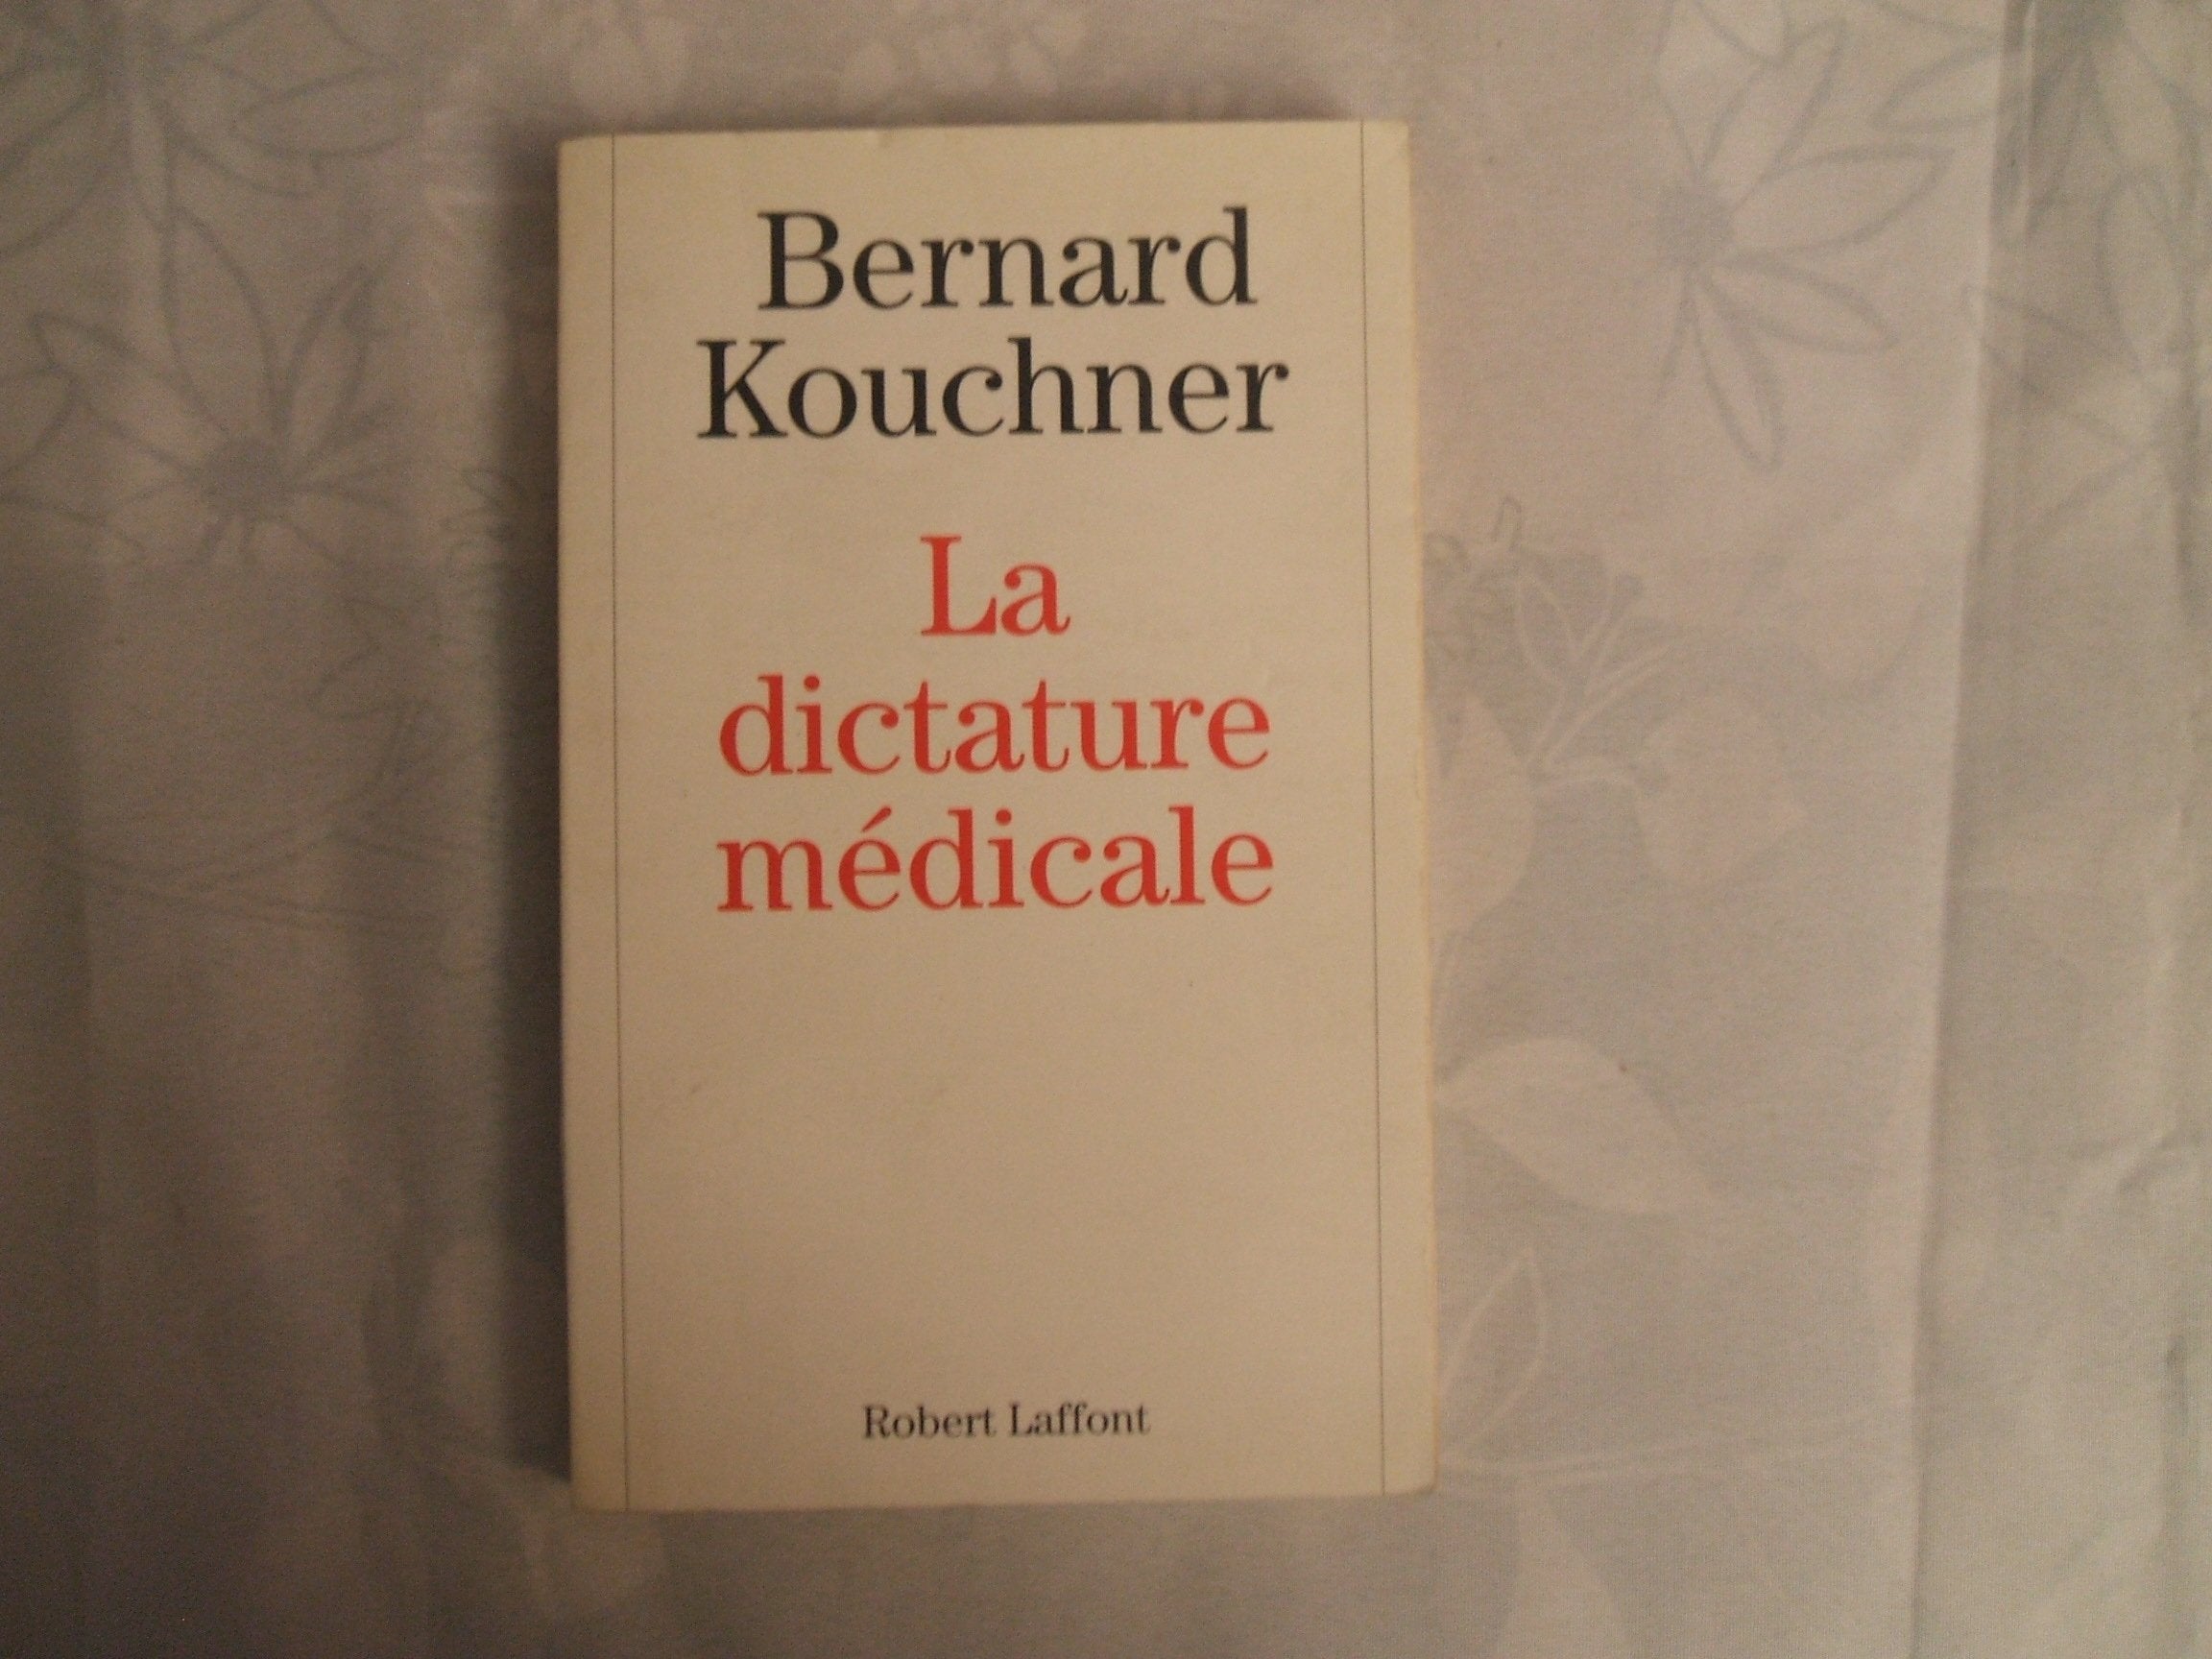 Bernard
Kouchner
La
dictature
médicale
Robert Laffont